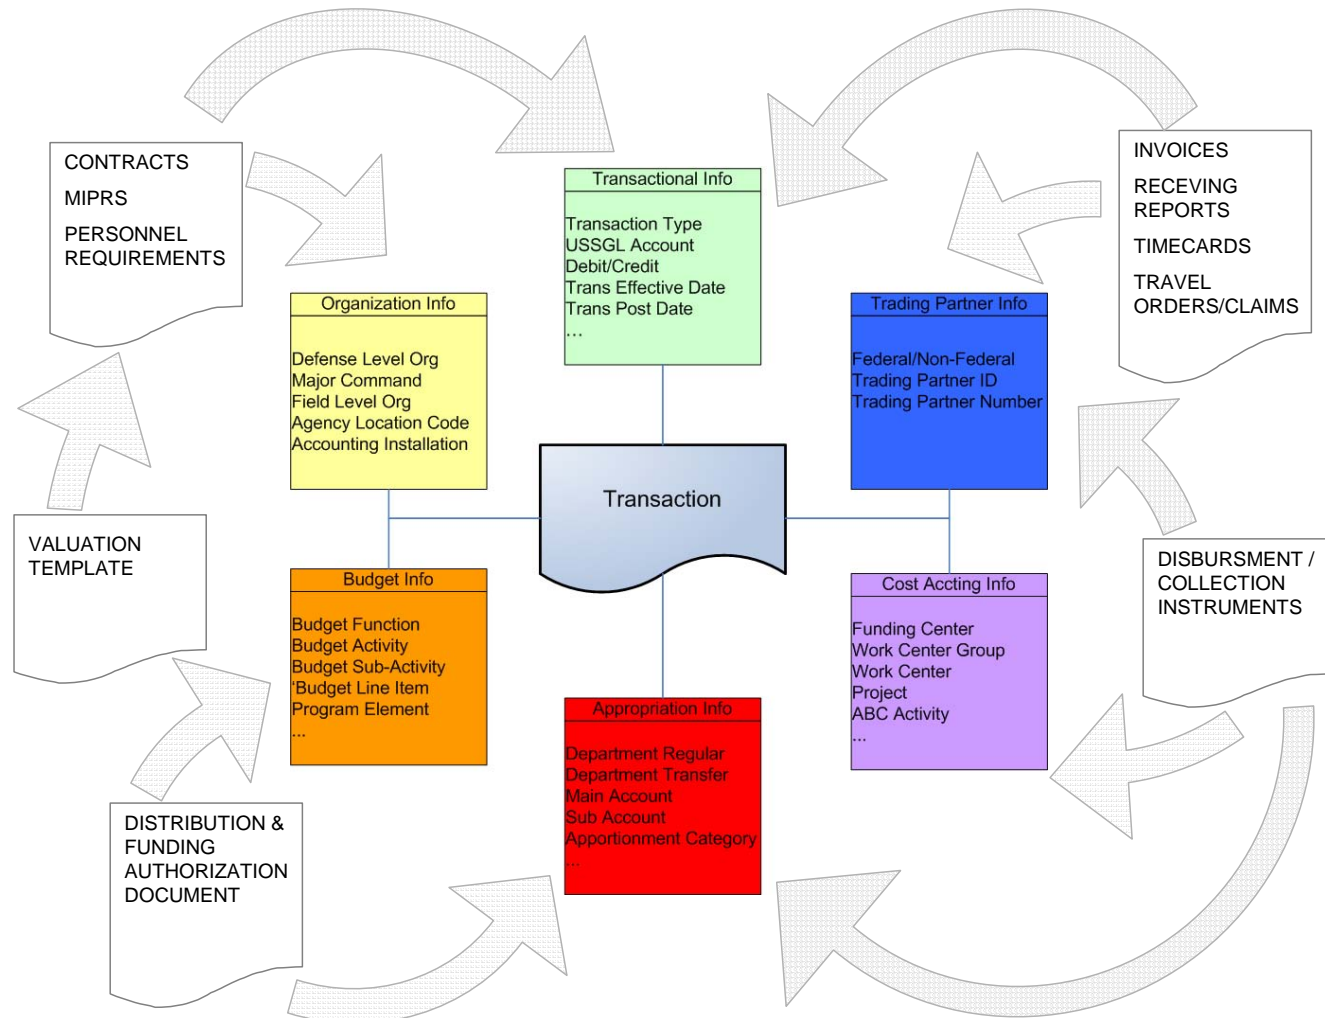 CONTRACTS
MIPRS
PERSONNEL
REQUIREMENTS
INVOICES
RECEVING
REPORTS
TIMECARDS
TRAVEL
ORDERS/CLAIMS
Transactional Info
Transaction Type
USSGL Account
Debit/Credit
Trans Effective Date
Trans Post Date
...
Organization Info
Defense Level Org
Major Command
Field Level Org
Agency Location Code
Accounting Installation
Trading Partner Info
Federal/Non-Federal
Trading Partner ID
Trading Partner Number
Transaction
VALUATION
TEMPLATE
DISBURSMENT /
COLLECTION
INSTRUMENTS
Budget Info
Budget Function
Budget Activity
Budget Sub-Activity
‘Budget Line Item
Program Element
...
Cost Accting Info
Funding Center
Work Center Group
Work Center
Project
ABC Activity
...
Appropriation Info
Department Regular
Department Transfer
Main Account
Sub Account
Apportionment Category
...
DISTRIBUTION &
FUNDING
AUTHORIZATION
DOCUMENT